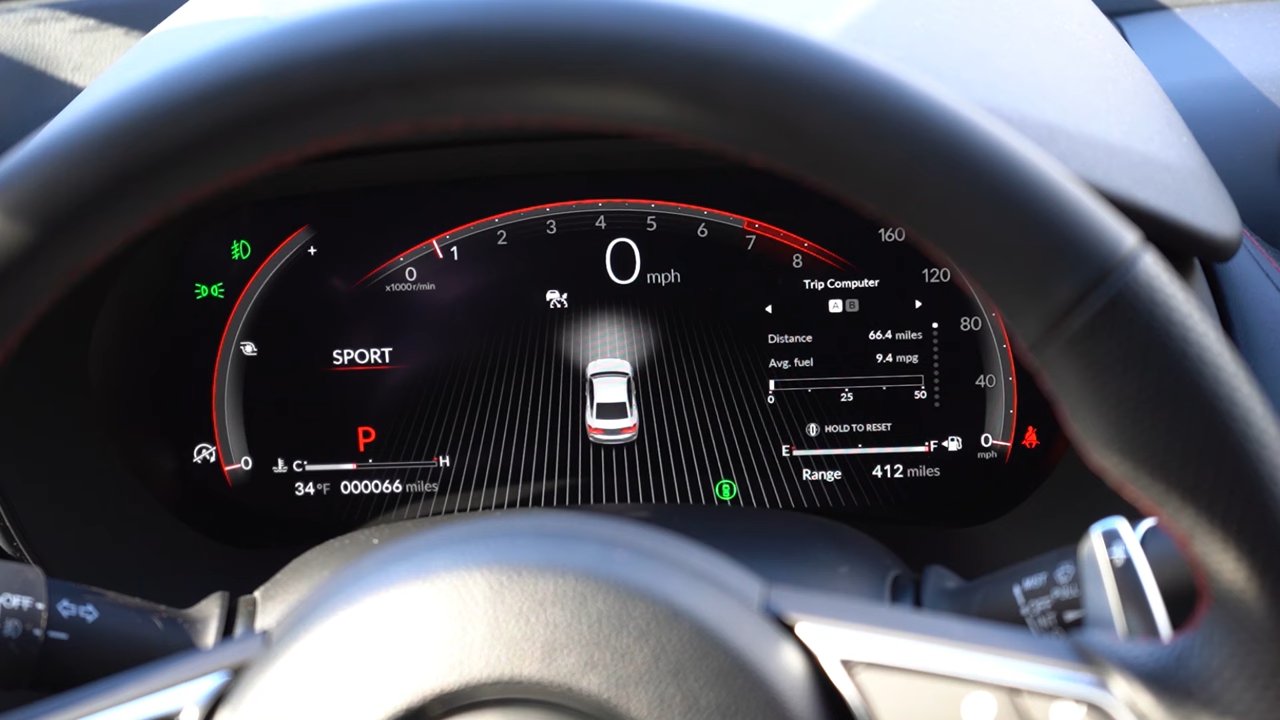 +
0 1 2 3 4 5 6 7 8
x1000r/min
0 mph
160
120
80
40
0
mph
Trip Computer
A B
Distance 66.4 miles
Avg. fuel 9.4 mpg
0 25 50
HOLD TO RESET
E F
Range 412 miles
SPORT
P
0
C H
34°F 000066 miles
OFF